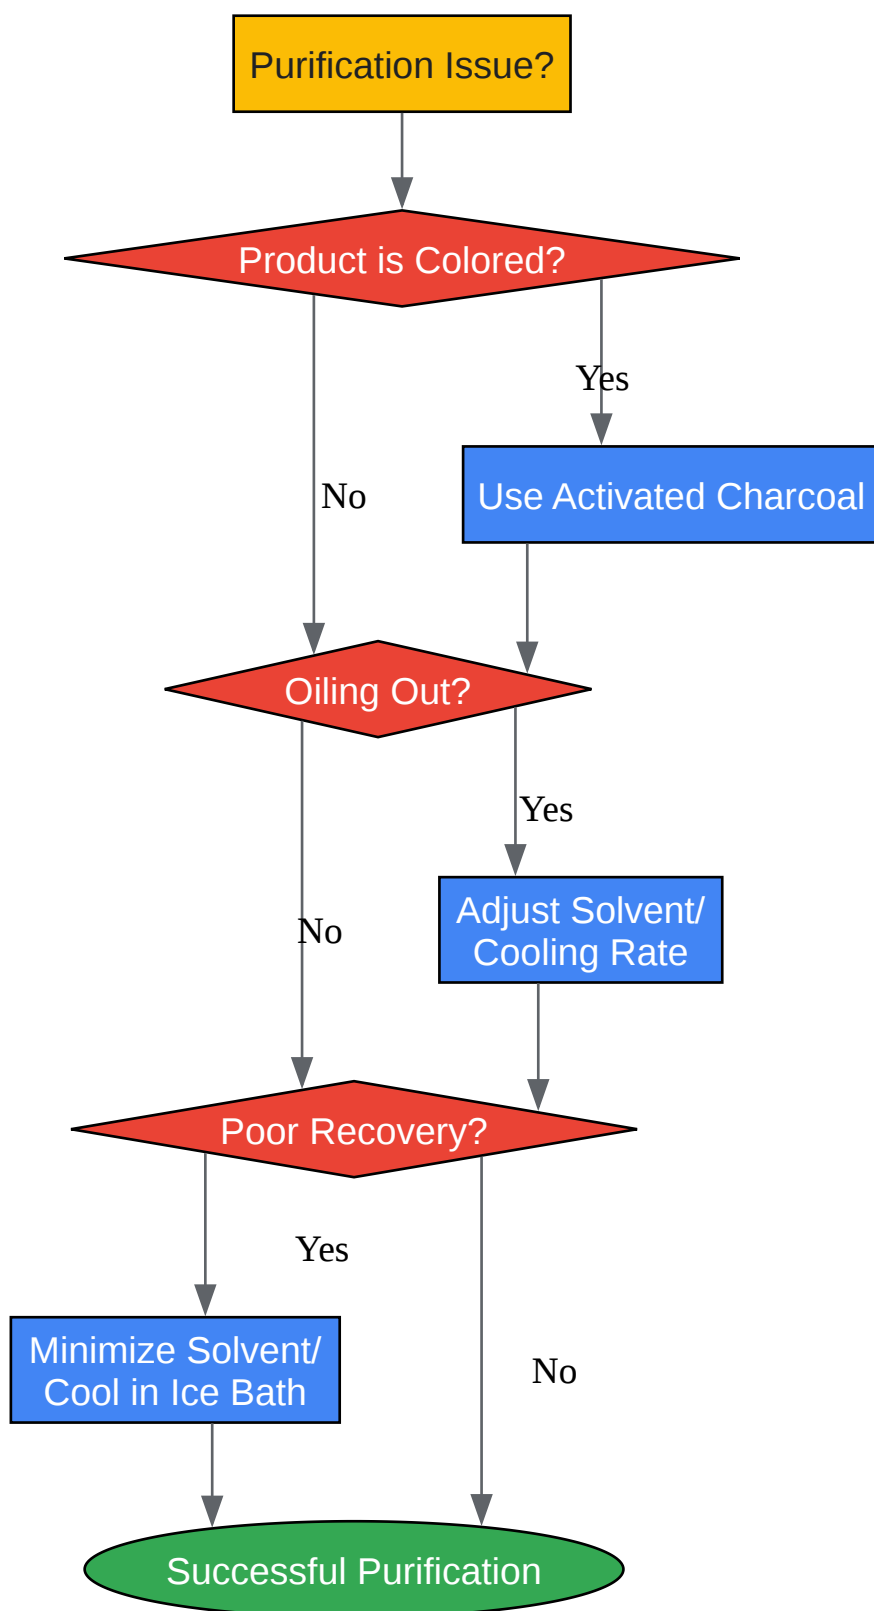 Purification Issue?
Product is Colored?
Yes
No
Use Activated Charcoal
Oiling Out?
Yes
No
Adjust Solvent/
Cooling Rate
Poor Recovery?
Yes
No
Minimize Solvent/
Cool in Ice Bath
Successful Purification